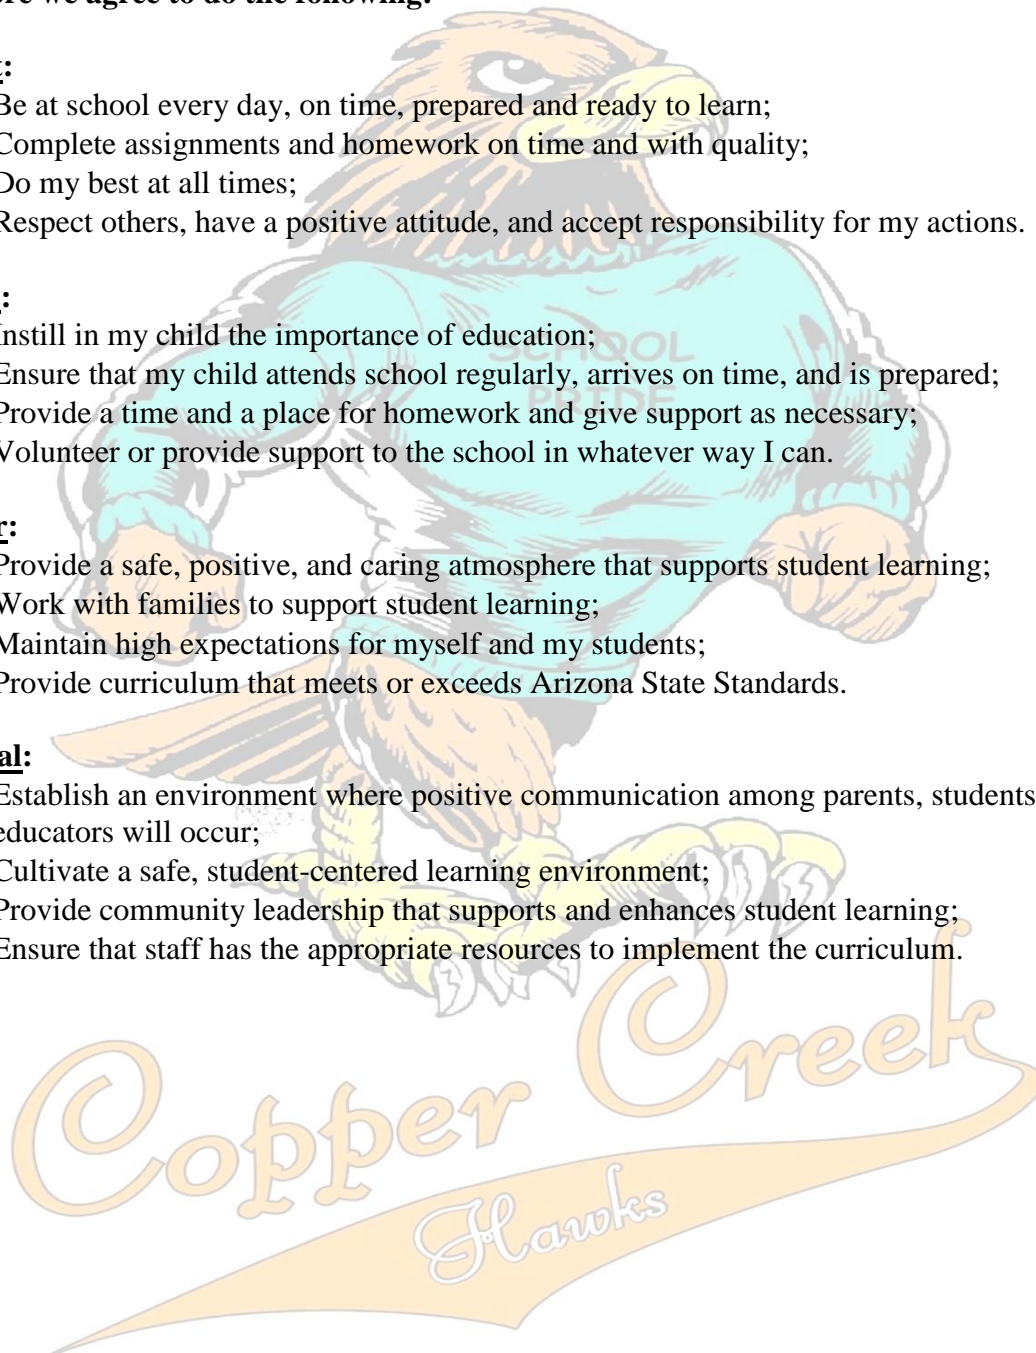 re we agree to do the following:
t:
Be at school every day, on time, prepared and ready to learn;
Complete assignments and homework on time and with quality;
Do my best at all times;
Respect others, have a positive attitude, and accept responsibility for my actions.
:
Instill in my child the importance of education;
Ensure that my child attends school regularly, arrives on time, and is prepared;
Provide a time and a place for homework and give support as necessary;
Volunteer or provide support to the school in whatever way I can.
r:
Provide a safe, positive, and caring atmosphere that supports student learning;
Work with families to support student learning;
Maintain high expectations for myself and my students;
Provide curriculum that meets or exceeds Arizona State Standards.
al:
Establish an environment where positive communication among parents, students
educators will occur;
Cultivate a safe, student-centered learning environment;
Provide community leadership that supports and enhances student learning;
Ensure that staff has the appropriate resources to implement the curriculum.
SCHOOL
PRIDE
Copper Creek
Hawks